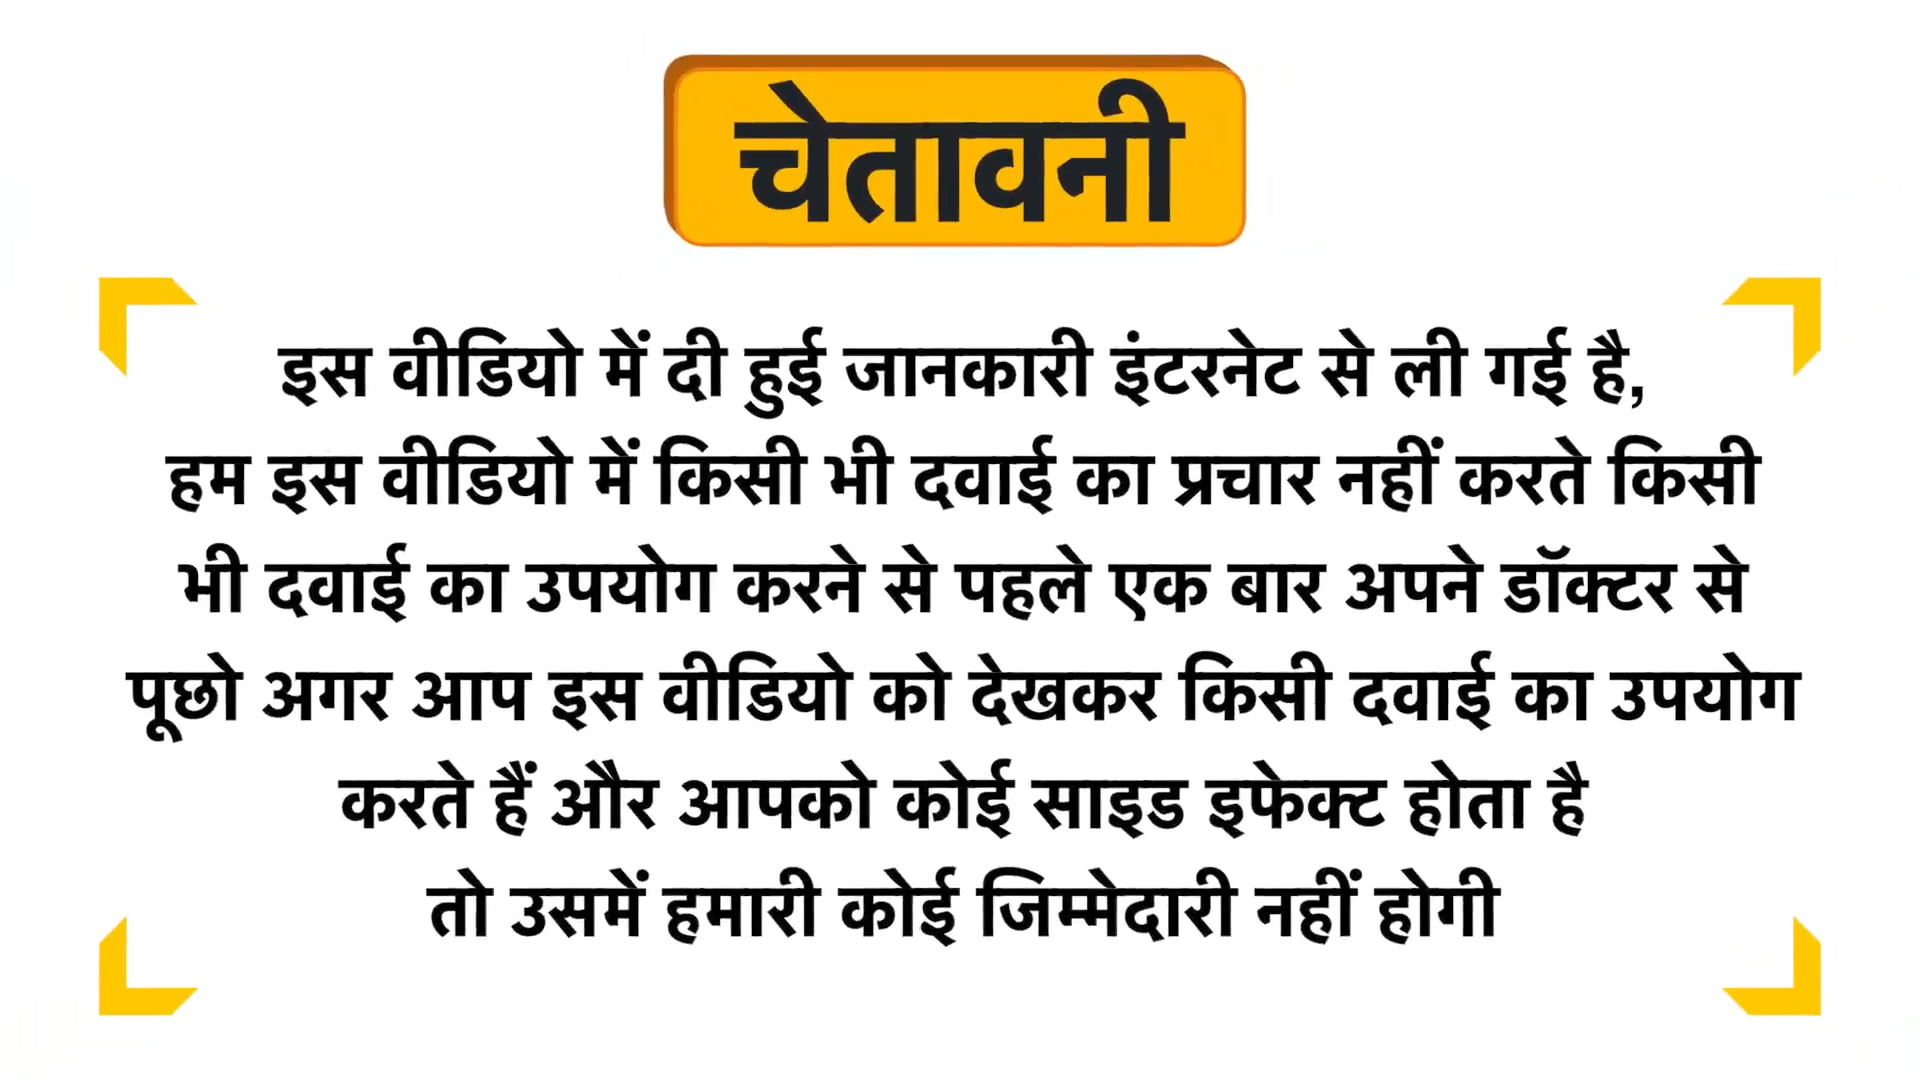 चेतावनी
इस वीडियो में दी हुई जानकारी इंटरनेट से ली गई है,
हम इस वीडियो में किसी भी दवाई का प्रचार नहीं करते किसी
भी दवाई का उपयोग करने से पहले एक बार अपने डॉक्टर से
पूछो अगर आप इस वीडियो को देखकर किसी दवाई का उपयोग
करते हैं और आपको कोई साइड इफेक्ट होता है
तो उसमें हमारी कोई जिम्मेदारी नहीं होगी